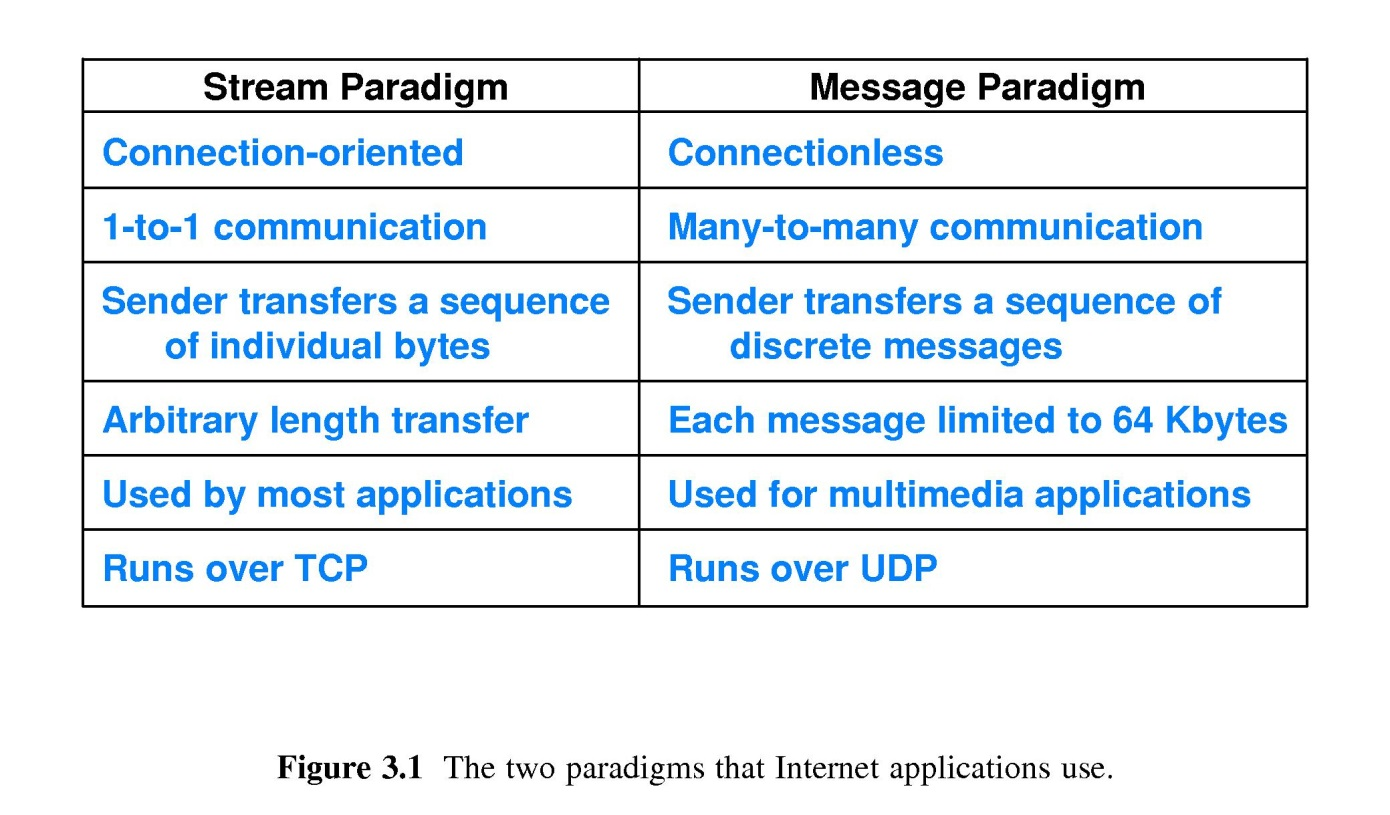 Stream Paradigm Message Paradigm
Connection-oriented Connectionless
1-to-1 communication Many-to-many communication
Sender transfers a sequence Sender transfers a sequence of
of individual bytes discrete messages
Arbitrary length transfer Each message limited to 64 Kbytes
Used by most applications Used for multimedia applications
Runs over TCP Runs over UDP
Figure 3.1 The two paradigms that Internet applications use.